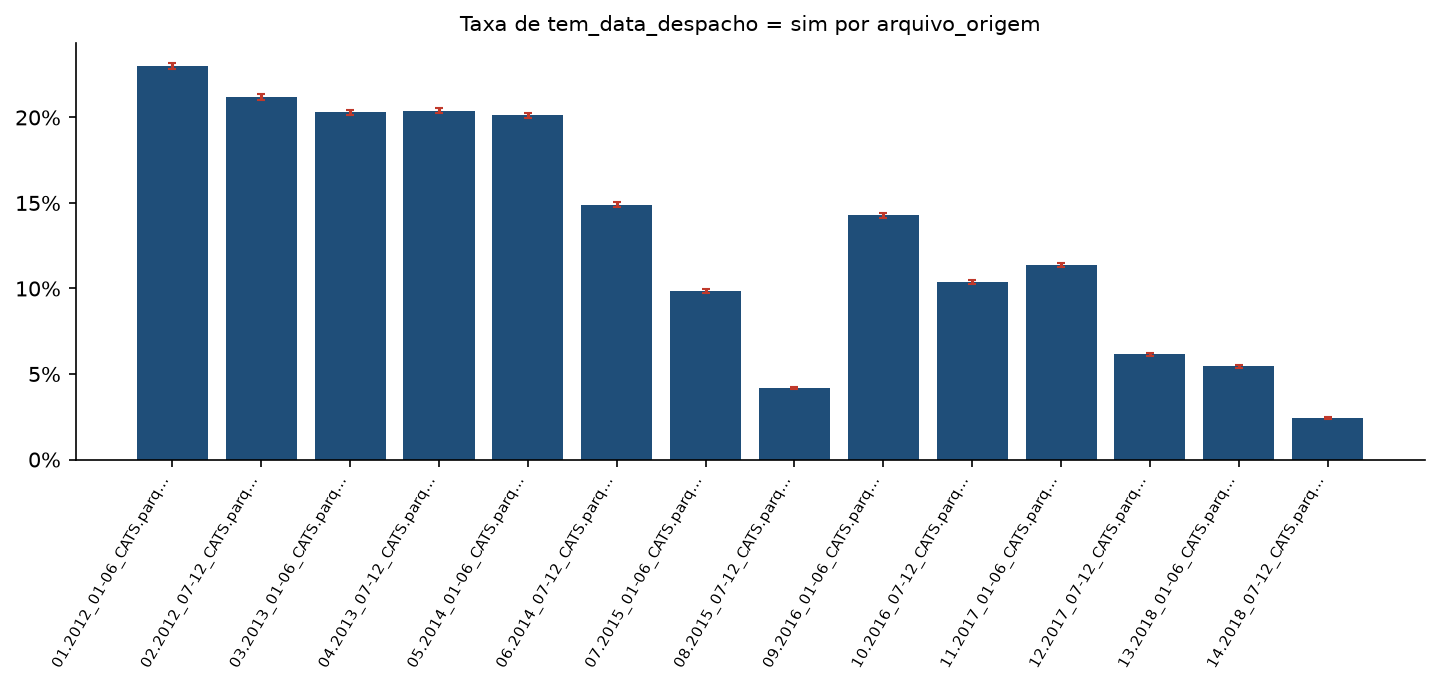 Taxa de tem_data_despacho = sim por arquivo_origem
20%
15%
10%
5%
0%
01.2012_01-06_CATS.parq...
02.2012_07-12_CATS.parq...
03.2013_01-06_CATS.parq...
04.2013_07-12_CATS.parq...
05.2014_01-06_CATS.parq...
06.2014_07-12_CATS.parq...
07.2015_01-06_CATS.parq...
08.2015_07-12_CATS.parq...
09.2016_01-06_CATS.parq...
10.2016_07-12_CATS.parq...
11.2017_01-06_CATS.parq...
12.2017_07-12_CATS.parq...
13.2018_01-06_CATS.parq...
14.2018_07-12_CATS.parq...